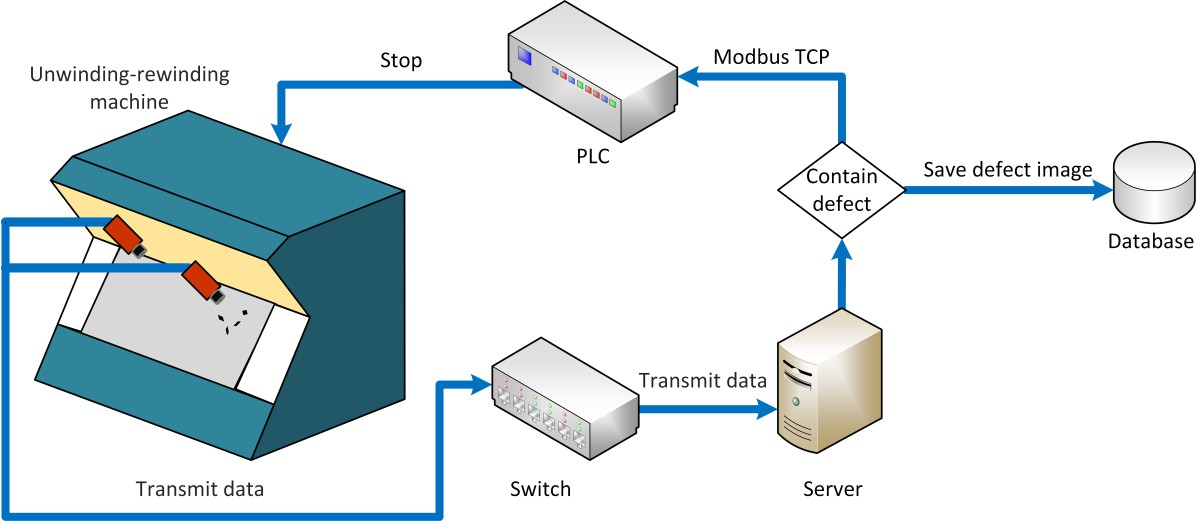 Unwinding-rewinding
machine
Stop
PLC
Modbus TCP
Contain
defect
Save defect image
Database
Transmit data
Switch
Transmit data
Server